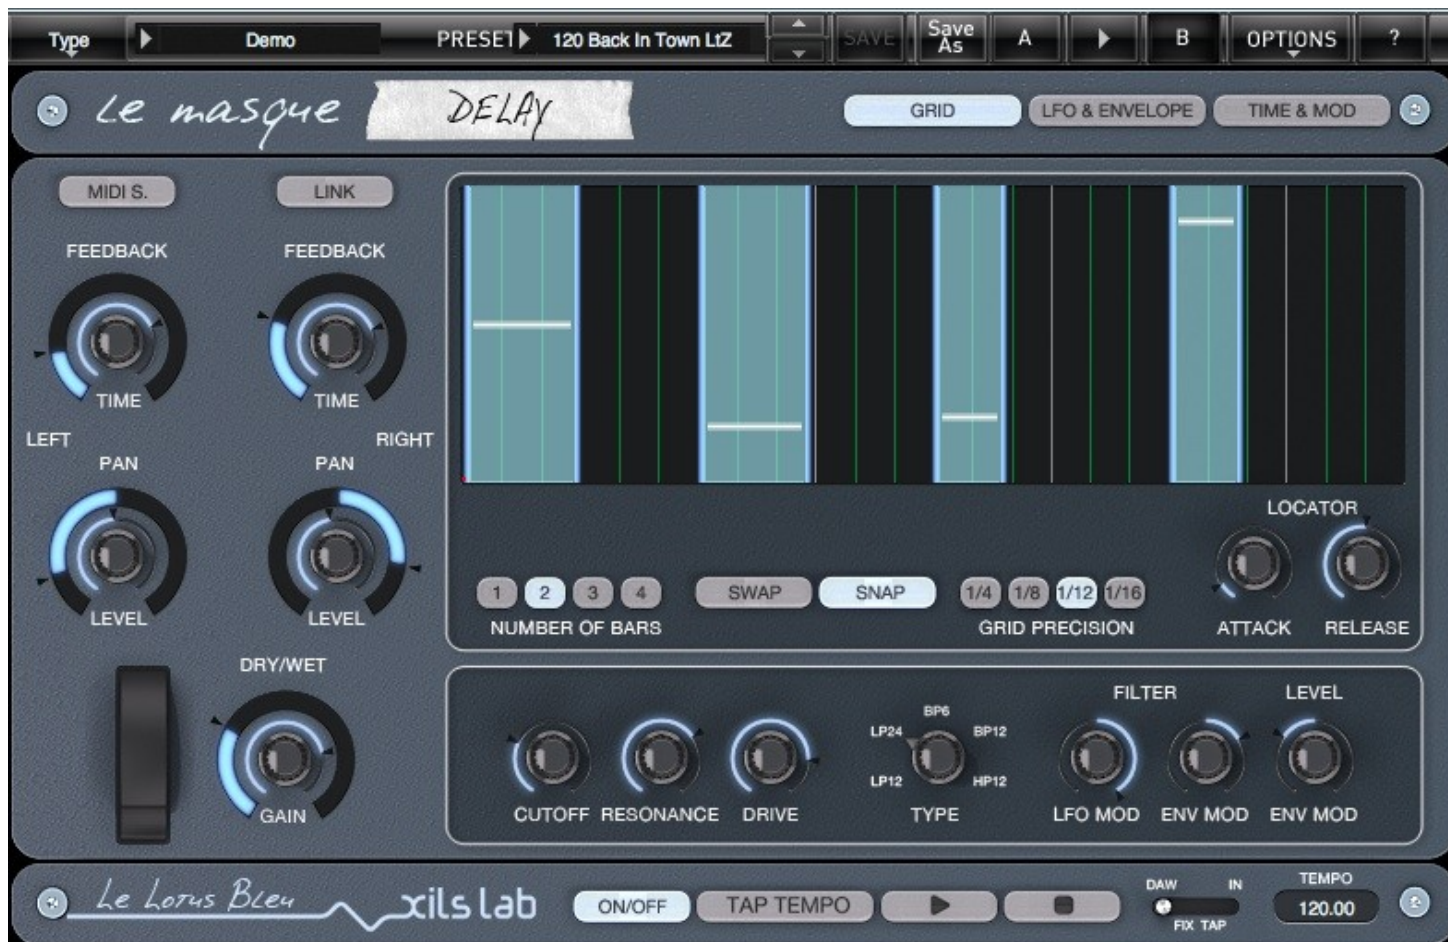 Type Demo PRESET 120 Back In Town LtZ SAVE Save As A B OPTIONS ?
Le masque DELAY GRID LFO & ENVELOPE TIME & MOD
MIDI S. LINK
FEEDBACK FEEDBACK
TIME TIME
LEFT RIGHT
PAN PAN
LEVEL LEVEL
DRY/WET
GAIN
LOCATOR
1 2 3 4 SWAP SNAP 1/4 1/8 1/12 1/16
NUMBER OF BARS GRID PRECISION ATTACK RELEASE
FILTER LEVEL
BP6
LP24 BP12
LP12 HP12
CUTOFF RESONANCE DRIVE TYPE LFO MOD ENV MOD ENV MOD
Le Lotus Bleu xils lab ON/OFF TAP TEMPO
DAW IN TEMPO
120.00
FIX TAP